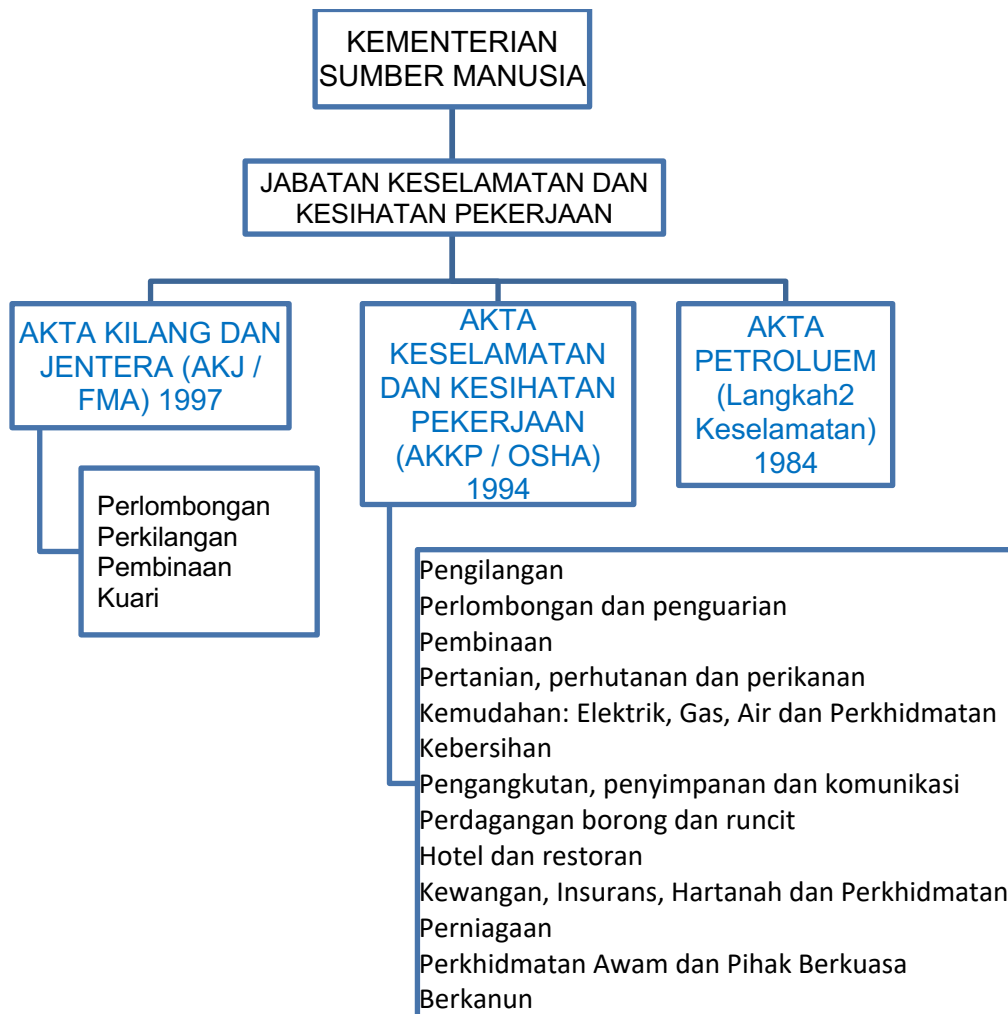 KEMENTERIAN
SUMBER MANUSIA
JABATAN KESELAMATAN DAN
KESIHATAN PEKERJAAN
AKTA KILANG DAN
JENTERA (AKJ /
FMA) 1997
AKTA
KESELAMATAN
DAN KESIHATAN
PEKERJAAN
(AKKP / OSHA)
1994
AKTA
PETROLUEM
(Langkah2
Keselamatan)
1984
Perlombongan
Perkilangan
Pembinaan
Kuari
Pengilangan
Perlombongan dan penguarian
Pembinaan
Pertanian, perhutanan dan perikanan
Kemudahan: Elektrik, Gas, Air dan Perkhidmatan
Kebersihan
Pengangkutan, penyimpanan dan komunikasi
Perdagangan borong dan runcit
Hotel dan restoran
Kewangan, Insurans, Hartanah dan Perkhidmatan
Perniagaan
Perkhidmatan Awam dan Pihak Berkuasa
Berkanun